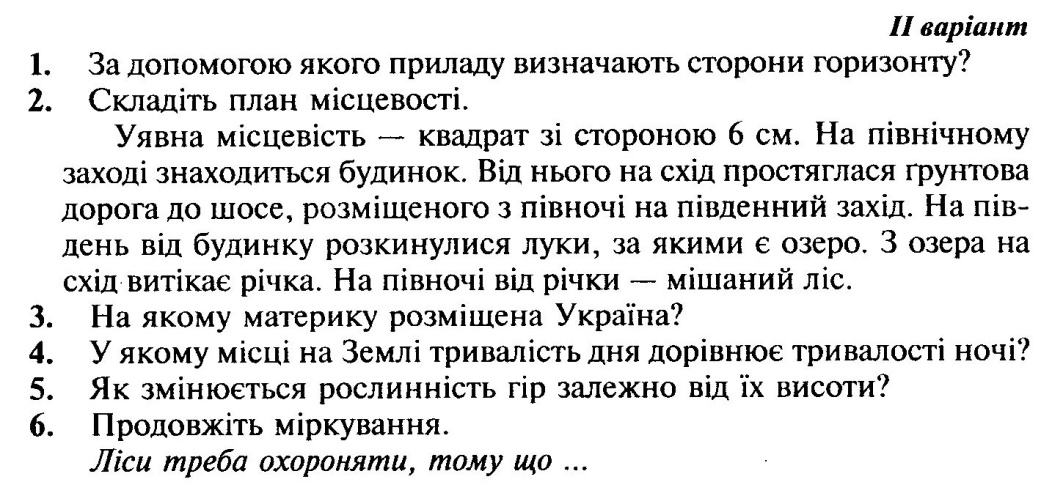 II варіант
1. За допомогою якого приладу визначають сторони горизонту?
2. Складіть план місцевості.
Уявна місцевість — квадрат зі стороною 6 см. На північному
заході знаходиться будинок. Від нього на схід простяглася ґрунтова
дорога до шосе, розміщеного з півночі на південний захід. На пів-
день від будинку розкинулися луки, за якими є озеро. З озера на
схід витікає річка. На півночі від річки — мішаний ліс.
3. На якому материку розміщена Україна?
4. У якому місці на Землі тривалість дня дорівнює тривалості ночі?
5. Як змінюється рослинність гір залежно від їх висоти?
6. Продовжіть міркування.
Ліси треба охороняти, тому що ...